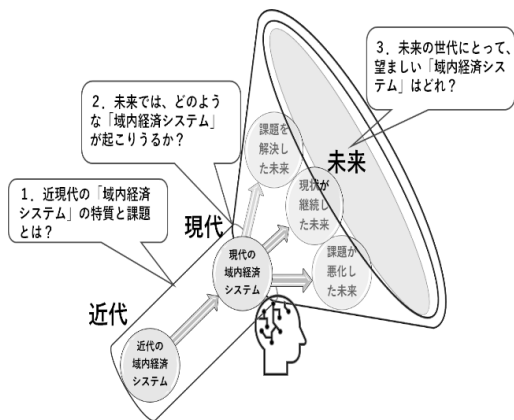 1．近現代の「域内経済
システム」の特質と課題
とは？
2．未来では、どのよう
な「域内経済システム」
が起こりうるか？
3．未来の世代にとって、
望ましい「域内経済シス
テム」はどれ？
近代
現代
未来
近代の
域内経済
システム
現代の
域内経済
システム
課題を
解決し
た未来
現状が
継続し
た未来
課題が
悪化し
た未来